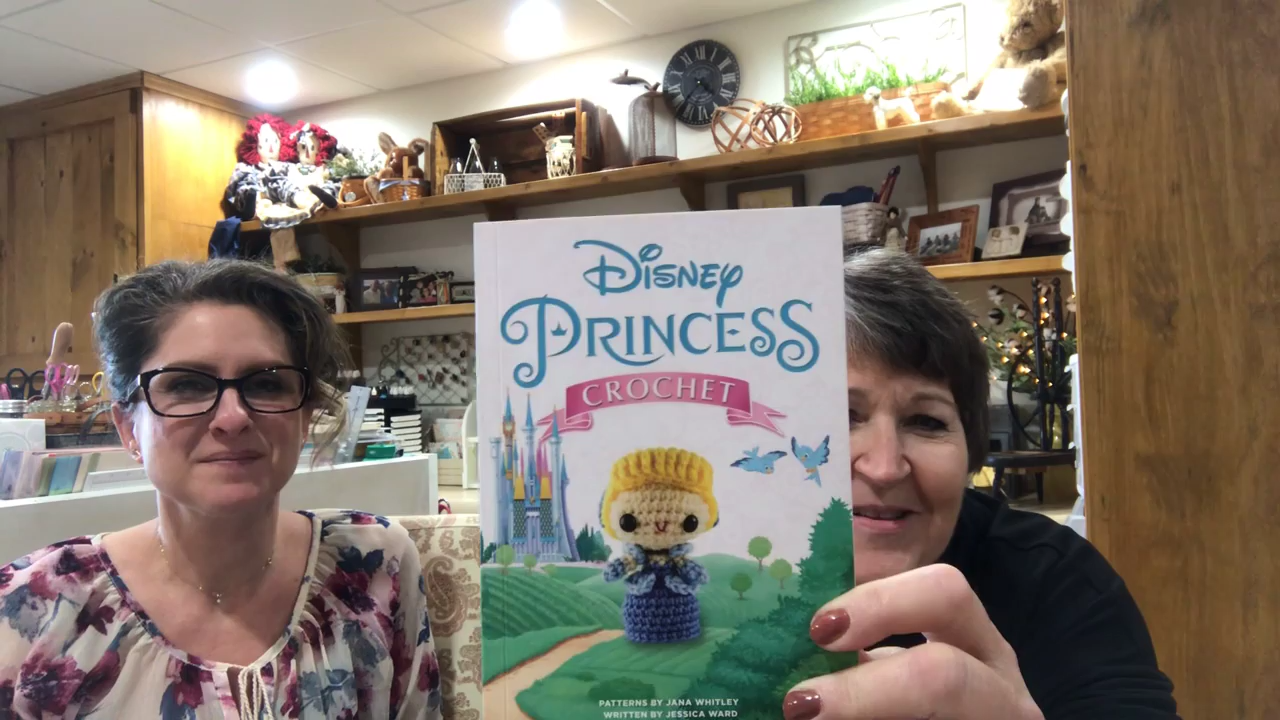 DISNEY
PRINCESS
CROCHET
PATTERNS BY JANA WHITLEY
WRITTEN BY JESSICA WARD